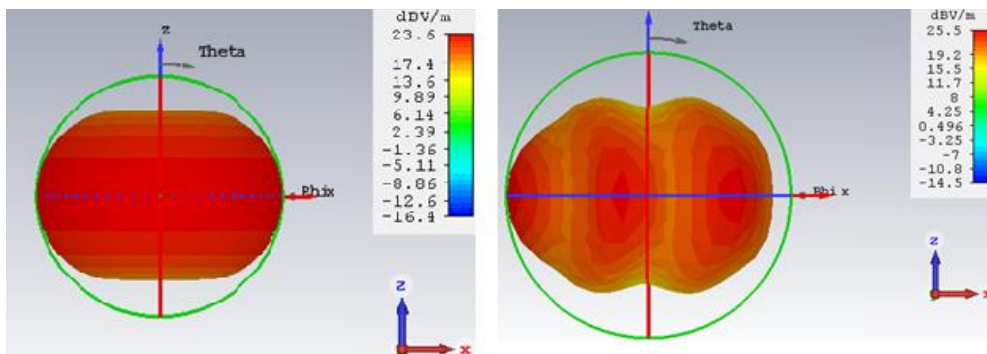 z
Theta
Phix
z
x
dBV/m
23.6
17.4
13.6
9.89
6.14
2.39
-1.36
-5.11
-8.86
-12.6
-16.4
Theta
Phi x
z
x
dBV/m
25.5
19.2
15.5
11.7
8
4.25
0.496
-3.25
-7
-10.8
-14.5